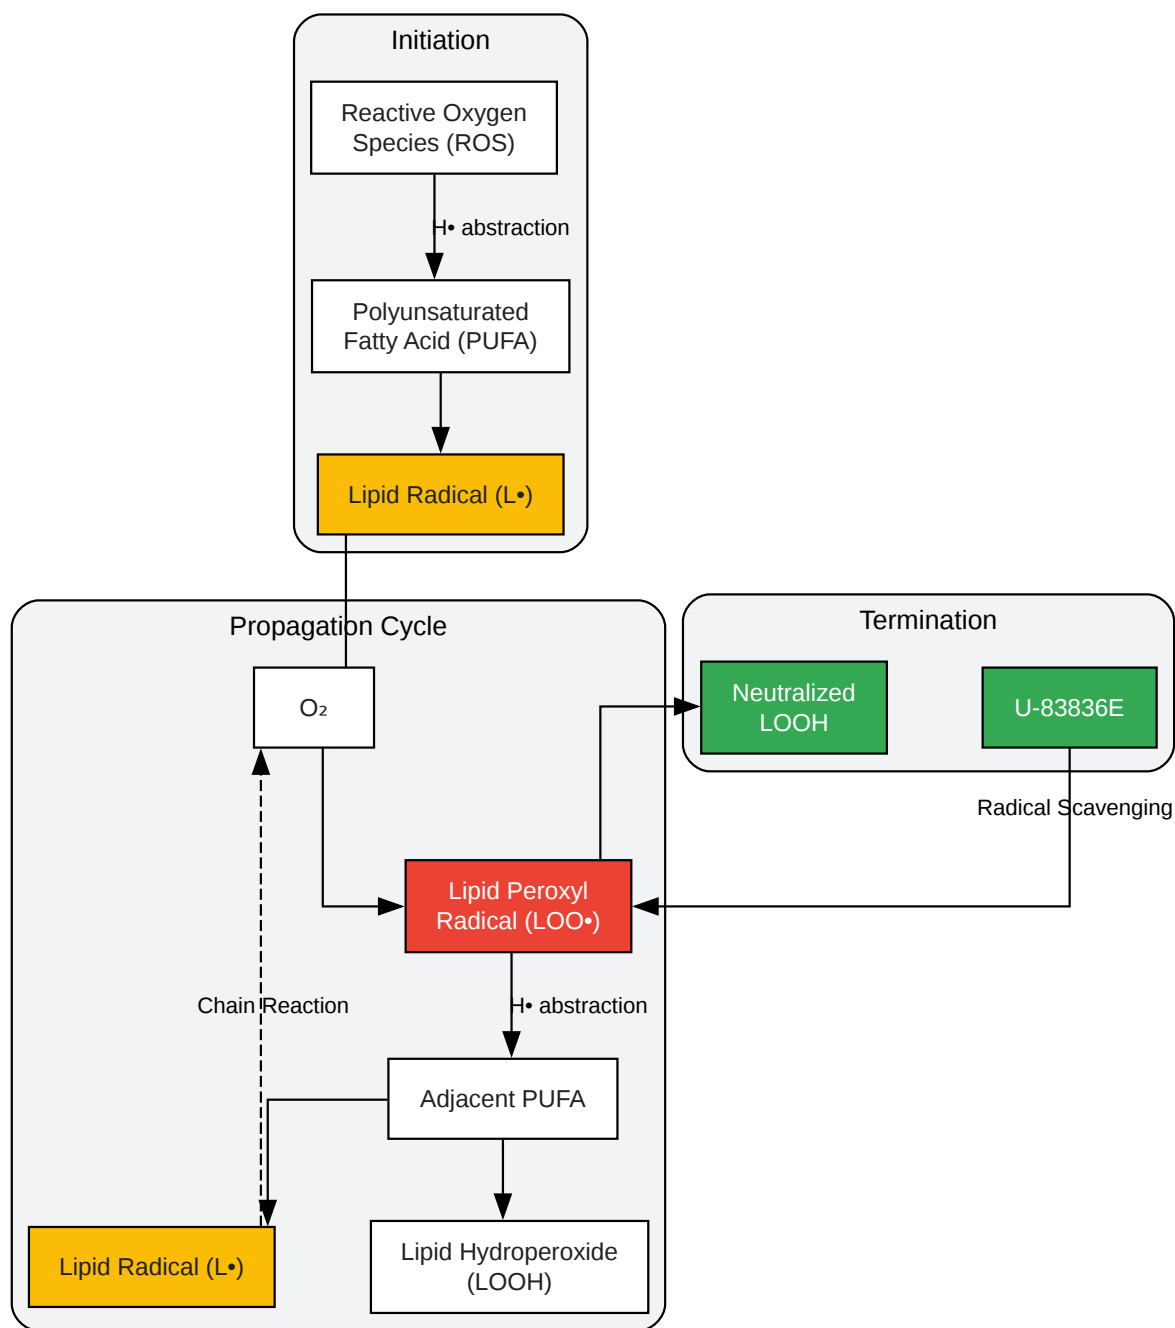 Initiation
Reactive Oxygen
Species (ROS)
H• abstraction
Polyunsaturated
Fatty Acid (PUFA)
Lipid Radical (L•)
Propagation Cycle
O₂
Lipid Peroxyl
Radical (LOO•)
Chain Reaction
H• abstraction
Adjacent PUFA
Lipid Radical (L•)
Lipid Hydroperoxide
(LOOH)
Termination
Neutralized
LOOH
U-83836E
Radical Scavenging